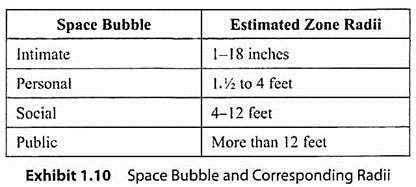 Space Bubble Estimated Zone Radii
Intimate 1–18 inches
Personal 1.½ to 4 feet
Social 4–12 feet
Public More than 12 feet
Exhibit 1.10 Space Bubble and Corresponding Radii